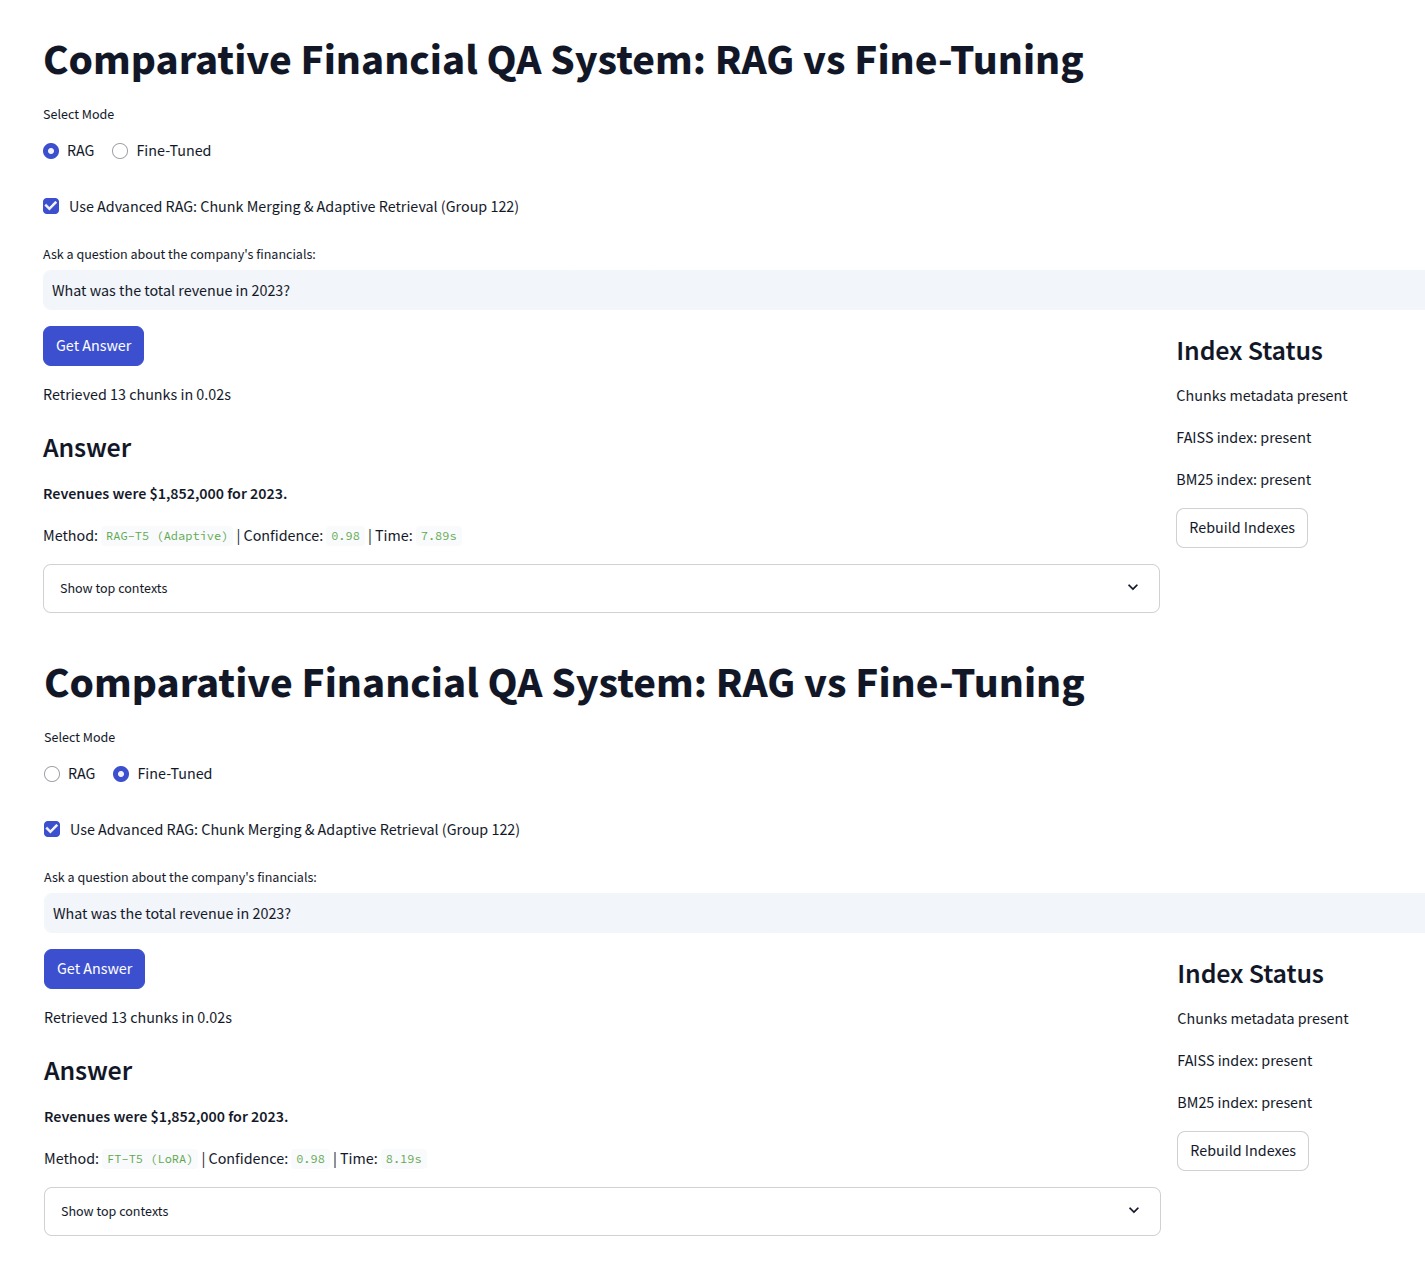 Comparative Financial QA System: RAG vs Fine-Tuning
Select Mode
RAG Fine-Tuned
Use Advanced RAG: Chunk Merging & Adaptive Retrieval (Group 122)
Ask a question about the company's financials:
What was the total revenue in 2023?
Get Answer
Retrieved 13 chunks in 0.02s
Answer
Revenues were $1,852,000 for 2023.
Method: RAG-T5 (Adaptive) | Confidence: 0.98 | Time: 7.89s
Show top contexts
Index Status
Chunks metadata present
FAISS index: present
BM25 index: present
Rebuild Indexes
Comparative Financial QA System: RAG vs Fine-Tuning
Select Mode
RAG Fine-Tuned
Use Advanced RAG: Chunk Merging & Adaptive Retrieval (Group 122)
Ask a question about the company's financials:
What was the total revenue in 2023?
Get Answer
Retrieved 13 chunks in 0.02s
Answer
Revenues were $1,852,000 for 2023.
Method: FT-T5 (LoRA) | Confidence: 0.98 | Time: 8.19s
Show top contexts
Index Status
Chunks metadata present
FAISS index: present
BM25 index: present
Rebuild Indexes